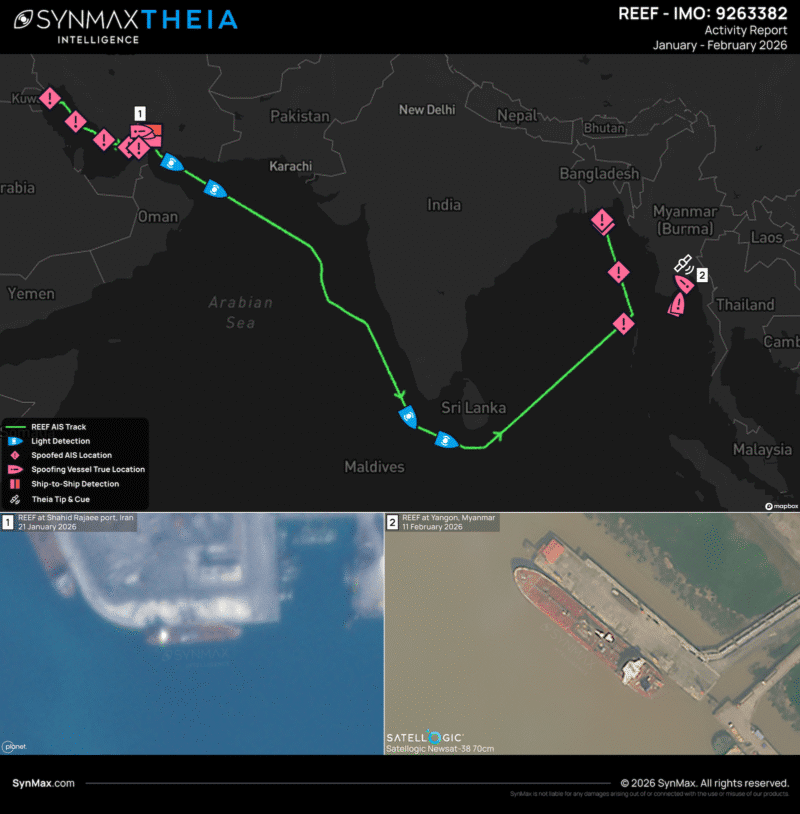 SYNMAX THEIA
INTELLIGENCE
REEF - IMO: 9263382
Activity Report
January - February 2026
Kuw
1
Pakistan
New Delhi
Nepal
Bhutan
Karachi
Bangladesh
rabia
Oman
India
Myanmar
(Burma)
Laos
2
Yemen
Arabian
Sea
Thailand
Camb
Sri Lanka
Maldives
Malaysia
REEF AIS Track
Light Detection
Spoofed AIS Location
Spoofing Vessel True Location
Ship-to-Ship Detection
Theia Tip & Cue
mapbox
1
REEF at Shahid Rajaee port, Iran
21 January 2026
SYNMAX
planet
2
REEF at Yangon, Myanmar
11 February 2026
SATELLOGIC
Satellogic Newsat-38 70cm
SynMax.com
© 2026 SynMax. All rights reserved.
SynMax is not liable for any damages arising out of or connected with the use or misuse of our products.